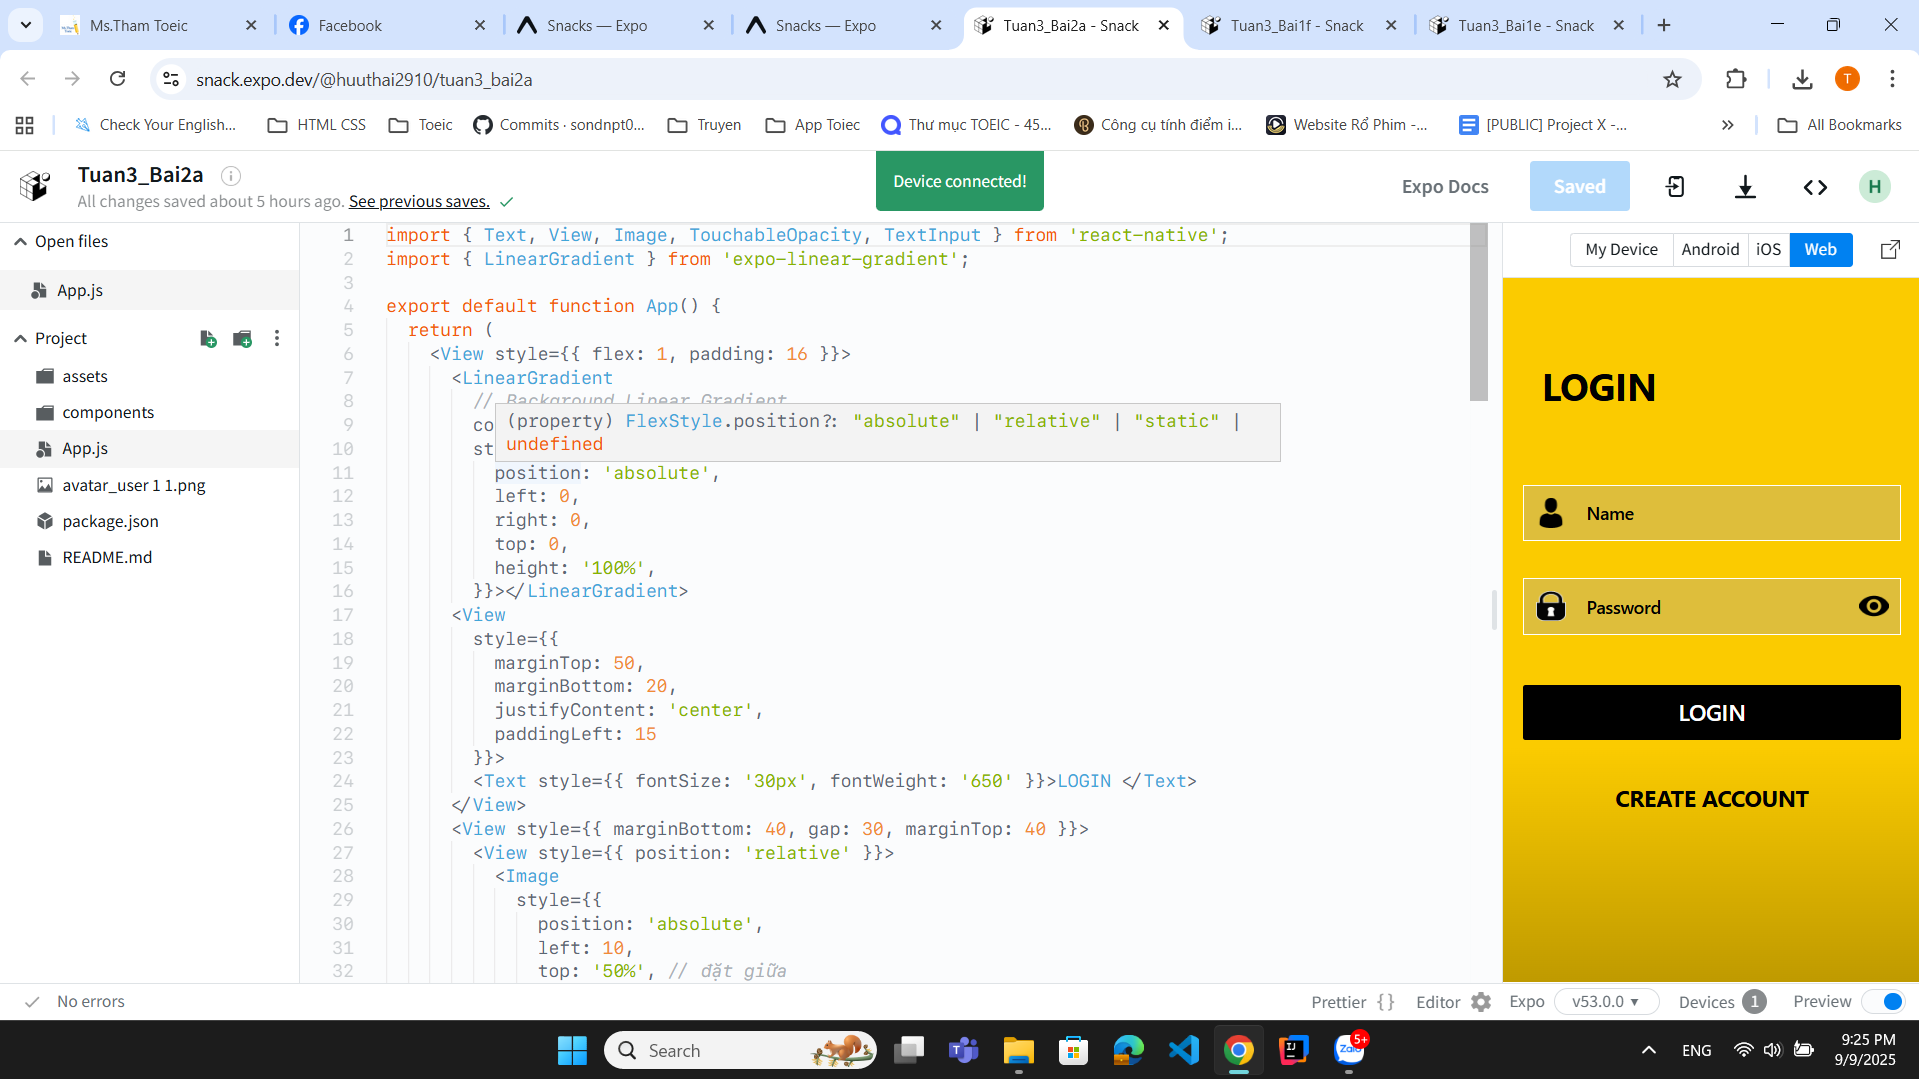 Ms.Tham Toeic
Facebook
Snacks — Expo
Snacks — Expo
Tuan3_Bai2a - Snack
Tuan3_Bai1f - Snack
Tuan3_Bai1e - Snack
snack.expo.dev/@huuthai2910/tuan3_bai2a
T
Check Your English...
HTML CSS
Toeic
Commits · sondnpt0...
Truyen
App Toiec
Thư mục TOEIC - 45...
Công cụ tính điểm i...
Website Rổ Phim -...
[PUBLIC] Project X -...
All Bookmarks
Tuan3_Bai2a
All changes saved about 5 hours ago. See previous saves.
Device connected!
Expo Docs
Saved
H
Open files
App.js
Project
assets
components
App.js
avatar_user 1 1.png
package.json
README.md
1 import { Text, View, Image, TouchableOpacity, TextInput } from 'react-native';
2 import { LinearGradient } from 'expo-linear-gradient';
3
4 export default function App() {
5 return (
6 <View style={{ flex: 1, padding: 16 }}>
7 <LinearGradient
8 // Background Linear Gradient
9 co
10 st
(property) FlexStyle.position?: "absolute" | "relative" | "static" |
undefined
11 position: 'absolute',
12 left: 0,
13 right: 0,
14 top: 0,
15 height: '100%',
16 }}></LinearGradient>
17 <View
18 style={{
19 marginTop: 50,
20 marginBottom: 20,
21 justifyContent: 'center',
22 paddingLeft: 15
23 }}>
24 <Text style={{ fontSize: '30px', fontWeight: '650' }}>LOGIN </Text>
25 </View>
26 <View style={{ marginBottom: 40, gap: 30, marginTop: 40 }}>
27 <View style={{ position: 'relative' }}>
28 <Image
29 style={{
30 position: 'absolute',
31 left: 10,
32 top: '50%', // đặt giữa
My Device
Android
iOS
Web
LOGIN
Name
Password
LOGIN
CREATE ACCOUNT
No errors
Prettier { }
Editor
Expo
v53.0.0
Devices 1
Preview
Search
Zalo
5+
ENG
9:25 PM
9/9/2025